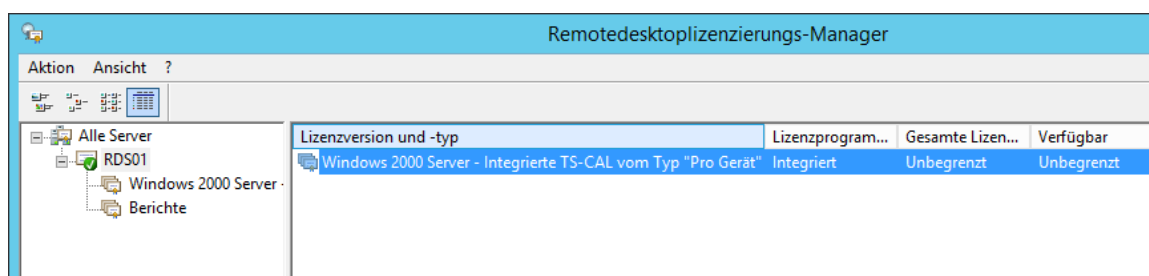 Remotedesktoplizenzierungs-Manager
Aktion Ansicht ?
Alle Server
RDS01
Windows 2000 Server -
Berichte
Lizenzversion und -typ Lizenzprogram... Gesamte Lizen... Verfügbar
Windows 2000 Server - Integrierte TS-CAL vom Typ "Pro Gerät" Integriert Unbegrenzt Unbegrenzt